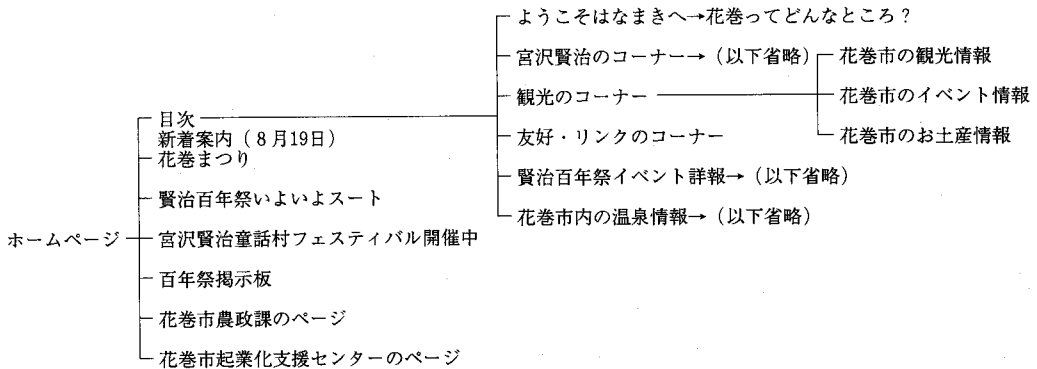 ホームページ
目次
新着案内（8月19日）
花巻まつり
賢治百年祭いよいよスート
宮沢賢治童話村フェスティバル開催中
百年祭掲示板
花巻市農政課のページ
花巻市起業化支援センターのページ
ようこそはなまきへ→花巻ってどんなところ？
宮沢賢治のコーナー→（以下省略）
観光のコーナー
友好・リンクのコーナー
賢治百年祭イベント詳報→（以下省略）
花巻市内の温泉情報→（以下省略）
花巻市の観光情報
花巻市のイベント情報
花巻市のお土産情報